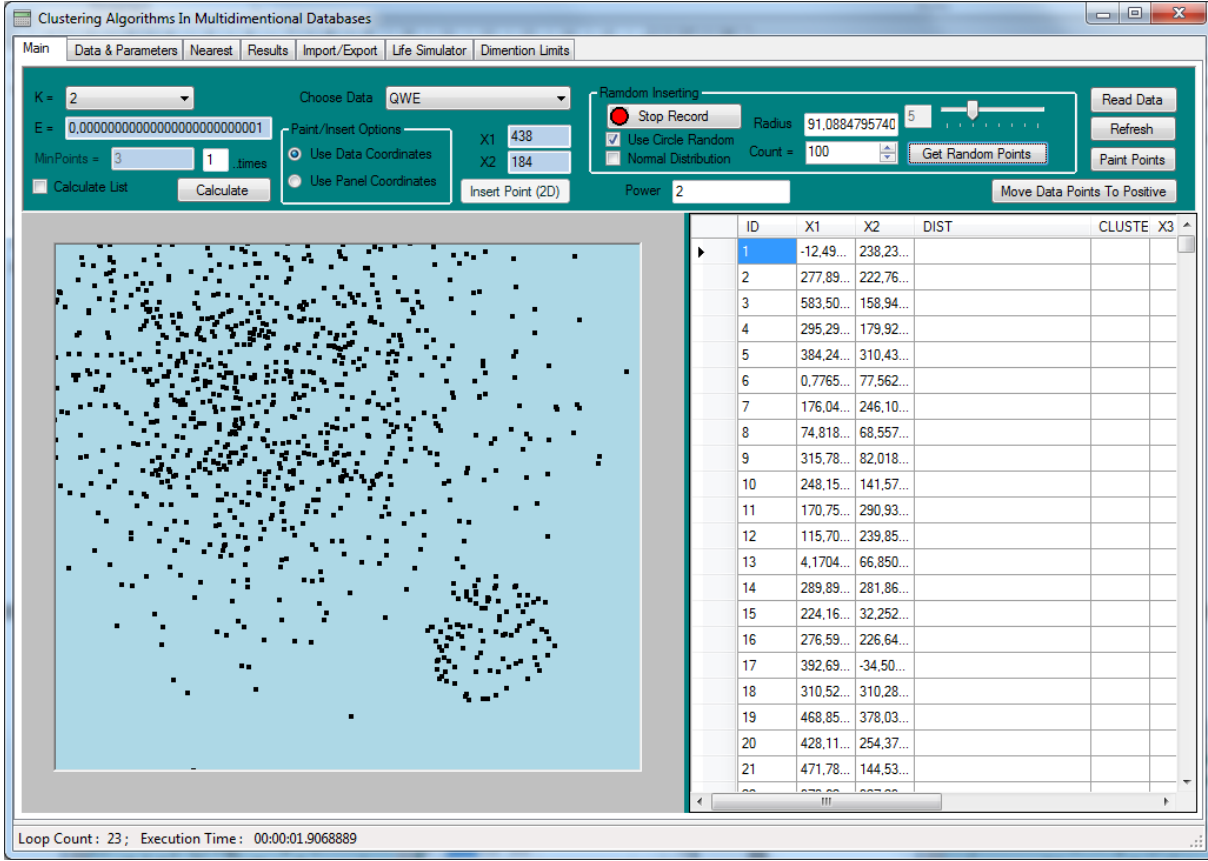 Clustering Algorithms In Multidimentional Databases
Main Data & Parameters Nearest Results Import/Export Life Simulator Dimention Limits
K = 2 Choose Data QWE
E = 0,00000000000000000000000001
MinPoints = 3 1 ..times
Calculate List Calculate
Paint/Insert Options
Use Data Coordinates
Use Panel Coordinates
X1 438
X2 184
Insert Point (2D)
Ramdom Inserting
Stop Record Radius 91,0884795740 5
Use Circle Random
Normal Distribution Count = 100 Get Random Points
Power 2
Read Data
Refresh
Paint Points
Move Data Points To Positive
ID X1 X2 DIST CLUSTE X3
1 -12,49... 238,23...
2 277,89... 222,76...
3 583,50... 158,94...
4 295,29... 179,92...
5 384,24... 310,43...
6 0,7765... 77,562...
7 176,04... 246,10...
8 74,818... 68,557...
9 315,78... 82,018...
10 248,15... 141,57...
11 170,75... 290,93...
12 115,70... 239,85...
13 4,1704... 66,850...
14 289,89... 281,86...
15 224,16... 32,252...
16 276,59... 226,64...
17 392,69... -34,50...
18 310,52... 310,28...
19 468,85... 378,03...
20 428,11... 254,37...
21 471,78... 144,53...
Loop Count : 23 ; Execution Time : 00:00:01.9068889